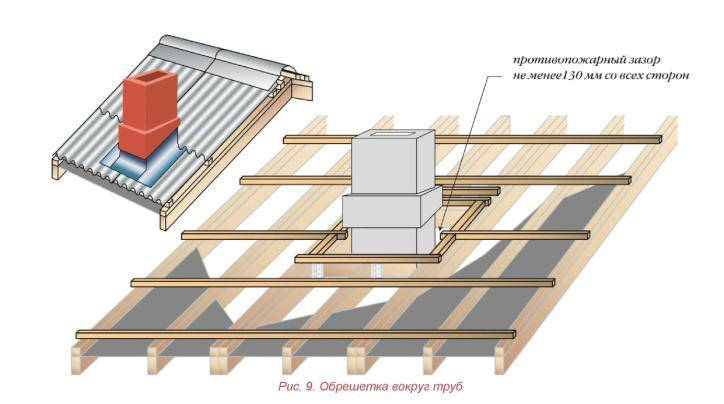 противопожарный зазор
не менее130 мм со всех сторон
Рис. 9. Обрешетка вокруг труб